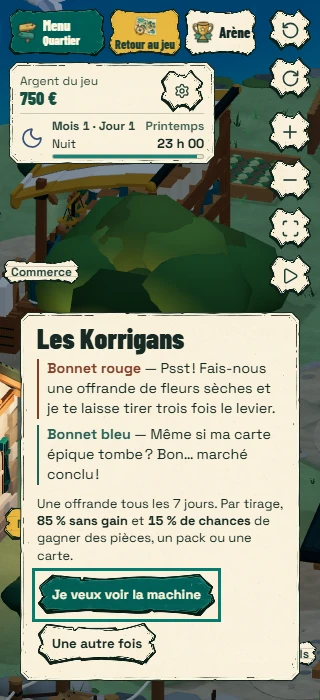 Menu
Quartier
Retour au jeu
Arène
Argent du jeu
750 €
Mois 1 · Jour 1 Printemps
Nuit 23 h 00
Commerce
Les Korrigans
Bonnet rouge — Psst ! Fais-nous
une offrande de fleurs sèches et
je te laisse tirer trois fois le levier.
Bonnet bleu — Même si ma carte
épique tombe ? Bon… marché
conclu !
Une offrande tous les 7 jours. Par tirage,
85 % sans gain et 15 % de chances de
gagner des pièces, un pack ou une
carte.
Je veux voir la machine
Une autre fois